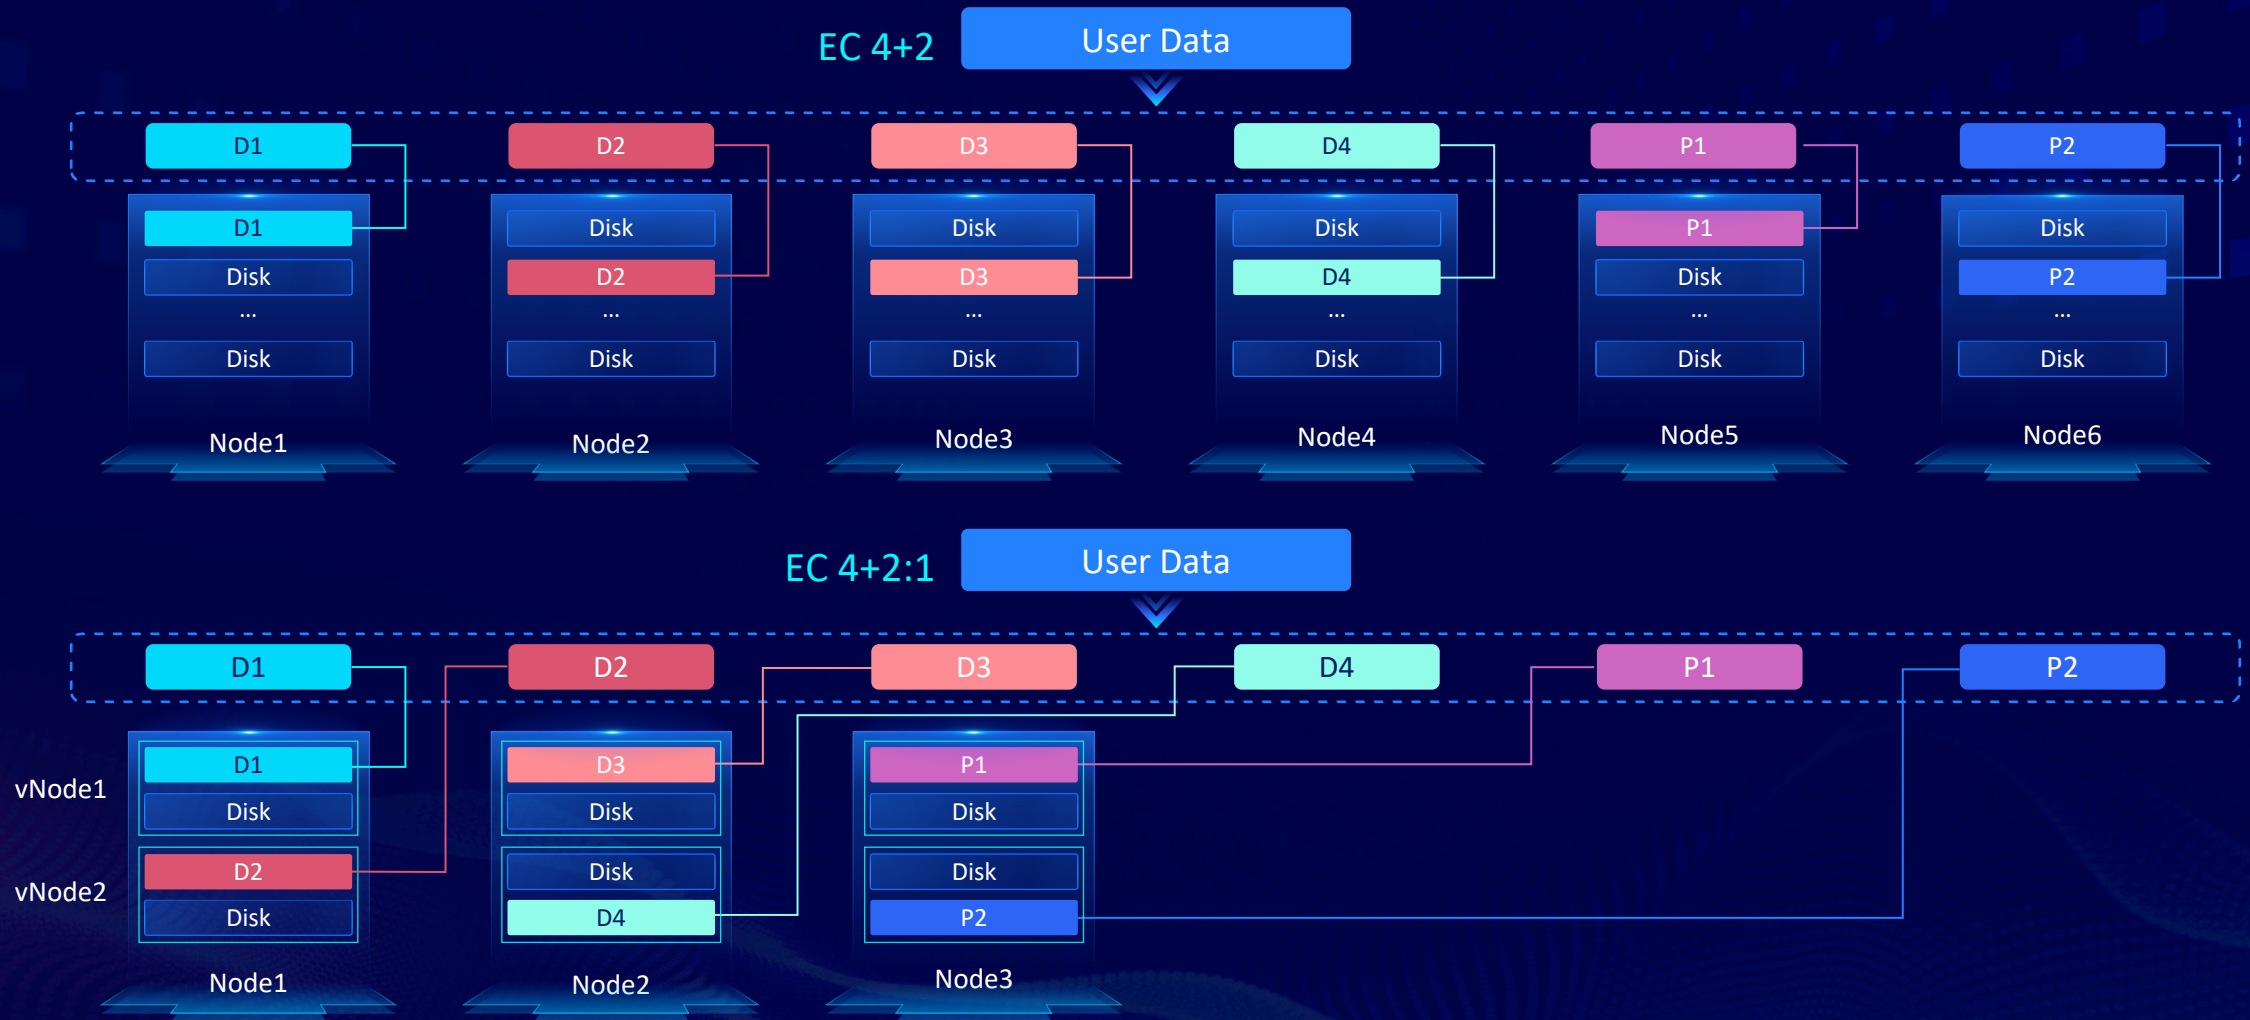 EC 4+2
User Data
D1
D2
D3
D4
P1
P2
D1
Disk
...
Disk
Node1
Disk
D2
...
Disk
Node2
Disk
D3
...
Disk
Node3
Disk
D4
...
Disk
Node4
P1
Disk
...
Disk
Node5
Disk
P2
...
Disk
Node6
EC 4+2:1
User Data
D1
D2
D3
D4
P1
P2
vNode1
vNode2
D1
Disk
D2
Disk
Node1
D3
Disk
Disk
D4
Node2
P1
Disk
Disk
P2
Node3